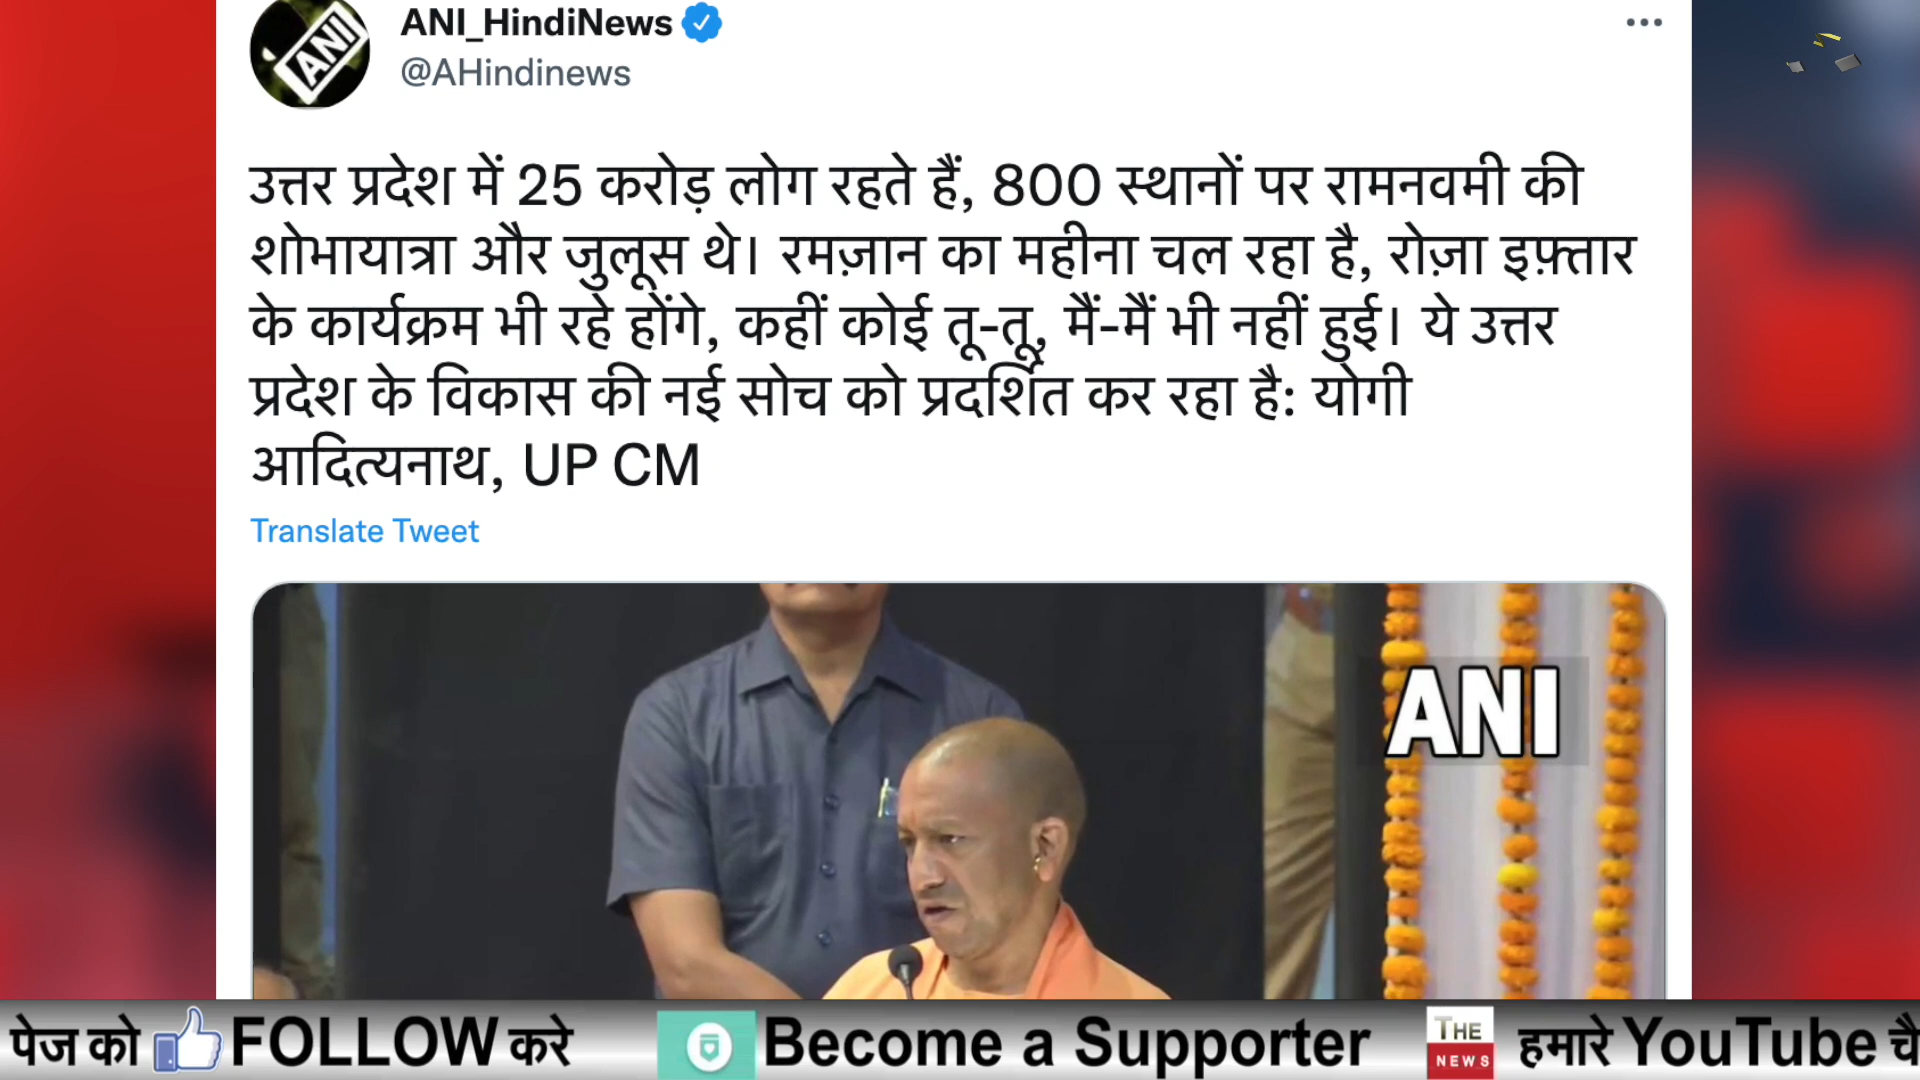 ANI
ANI_HindiNews
@AHindinews
उत्तर प्रदेश में 25 करोड़ लोग रहते हैं, 800 स्थानों पर रामनवमी की
शोभायात्रा और जुलूस थे। रमज़ान का महीना चल रहा है, रोज़ा इफ़्तार
के कार्यक्रम भी रहे होंगे, कहीं कोई तू-तू, मैं-मैं भी नहीं हुई। ये उत्तर
प्रदेश के विकास की नई सोच को प्रदर्शित कर रहा है: योगी
आदित्यनाथ, UP CM
Translate Tweet
ANI
पेज को FOLLOW करे Become a Supporter THE NEWS हमारे YouTube चै